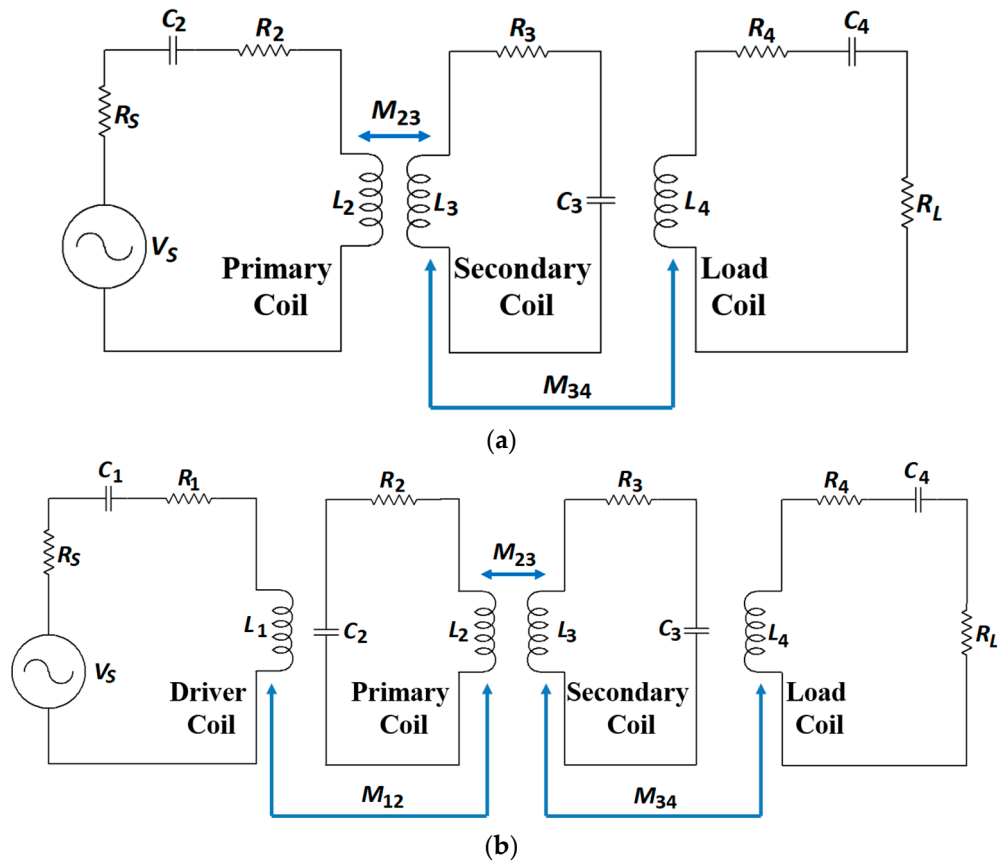 C2
R2
R3
R4
C4
RS
M23
L2
L3
C3
L4
RL
VS
Primary
Coil
Secondary
Coil
Load
Coil
M34
(a)
C1
R1
R2
R3
R4
C4
RS
M23
L1
C2
L2
L3
C3
L4
RL
VS
Driver
Coil
Primary
Coil
Secondary
Coil
Load
Coil
M12
M34
(b)